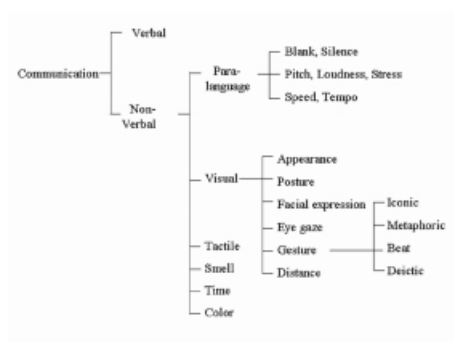 Verbal
Communication
Non-
Verbal
Para-
language
Blank, Silence
Pitch, Loudness, Stress
Speed, Tempo
Visual
Appearance
Posture
Facial expression
Eye gaze
Gesture
Distance
Iconic
Metaphoric
Beat
Deictic
Tactile
Smell
Time
Color